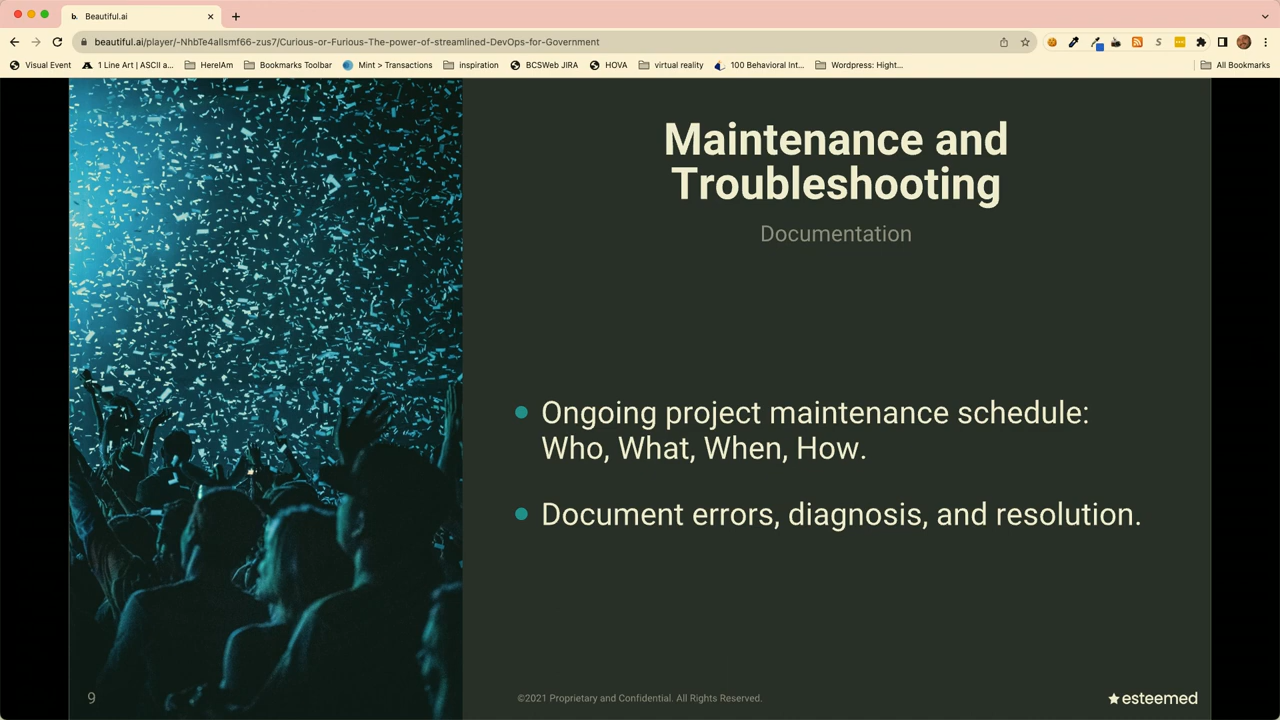 b. Beautiful.ai
beautiful.ai/player/-NhbTe4aIlsmf66-zus7/Curious-or-Furious-The-power-of-streamlined-DevOps-for-Government
Visual Event
1 Line Art | ASCII a...
HereIAm
Bookmarks Toolbar
Mint > Transactions
inspiration
BCSWeb JIRA
HOVA
virtual reality
100 Behavioral Int...
Wordpress: Hight...
All Bookmarks
Maintenance and
Troubleshooting
Documentation
Ongoing project maintenance schedule:
Who, What, When, How.
Document errors, diagnosis, and resolution.
9
©2021 Proprietary and Confidential. All Rights Reserved.
esteemed